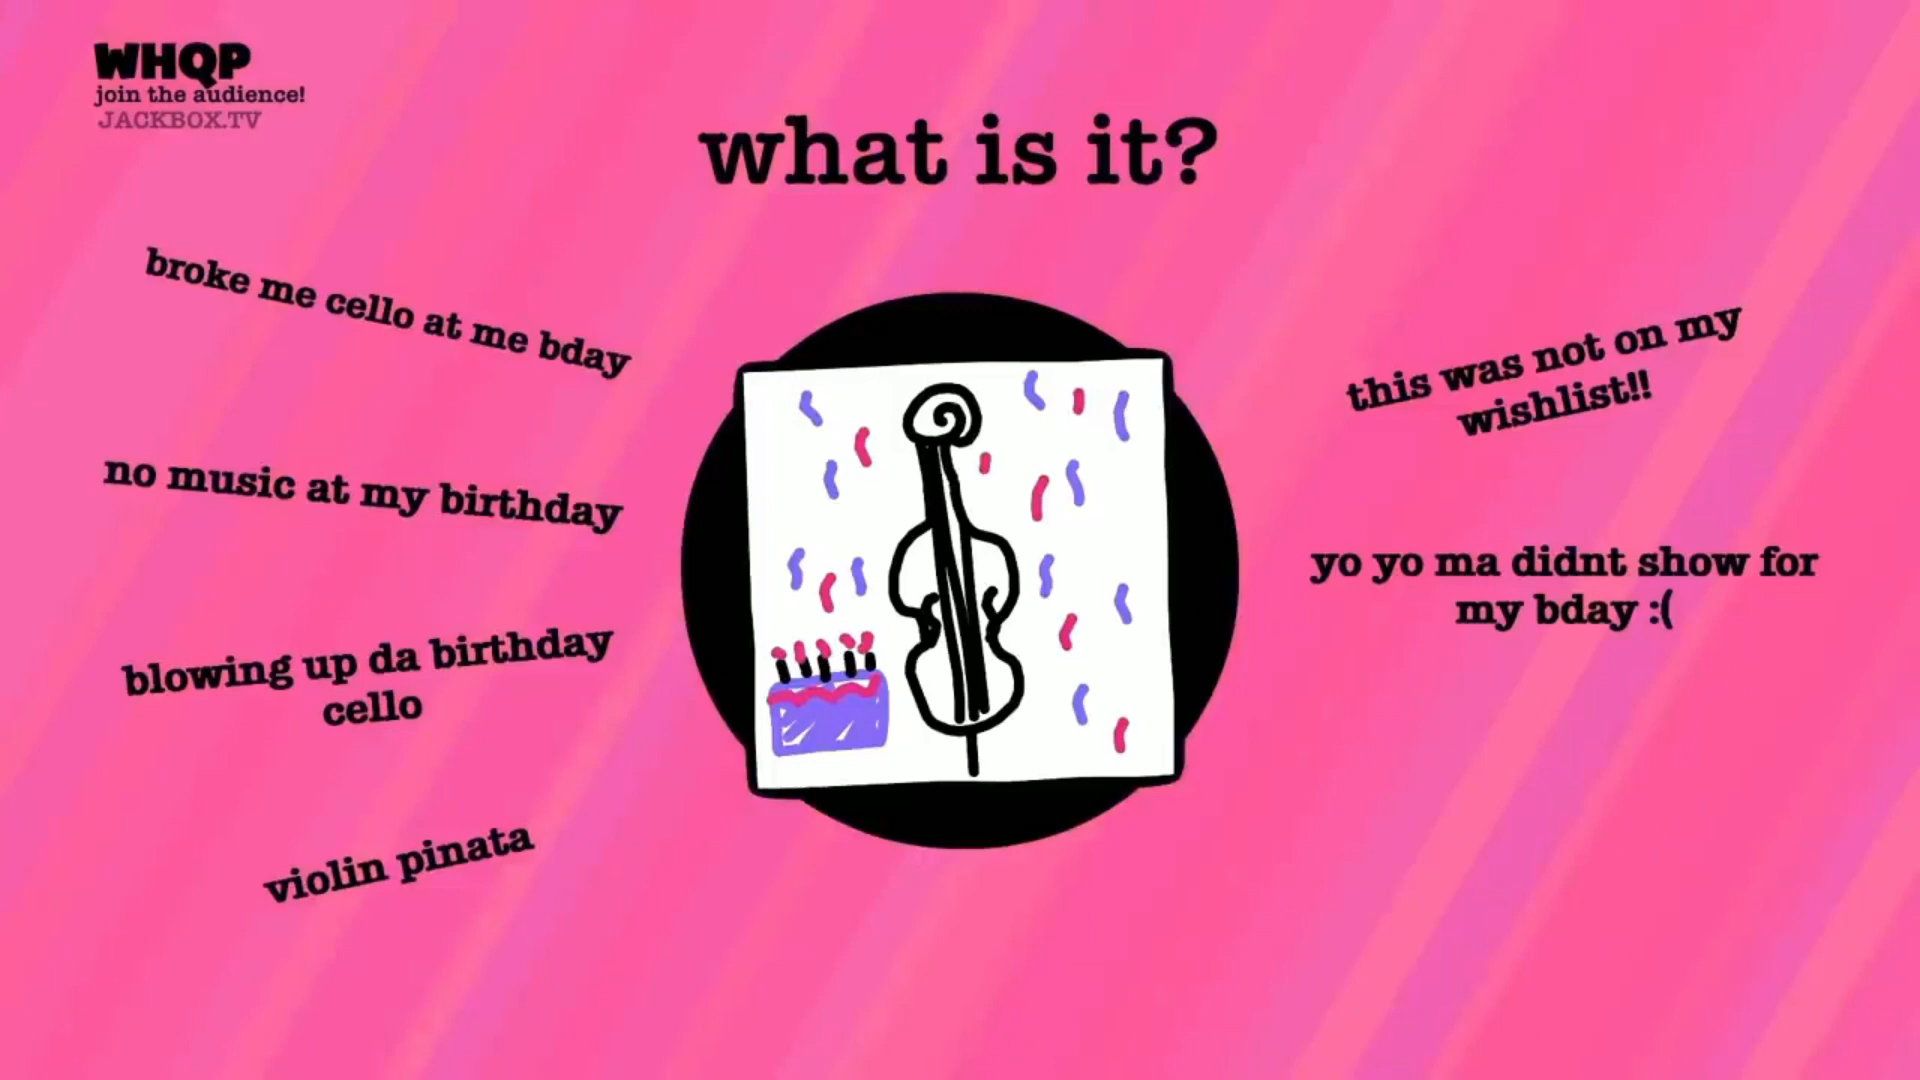 WHQP
join the audience!
JACKBOX.TV
what is it?
broke me cello at me bday
no music at my birthday
blowing up da birthday
cello
violin pinata
this was not on my
wishlist!!
yo yo ma didnt show for
my bday :(